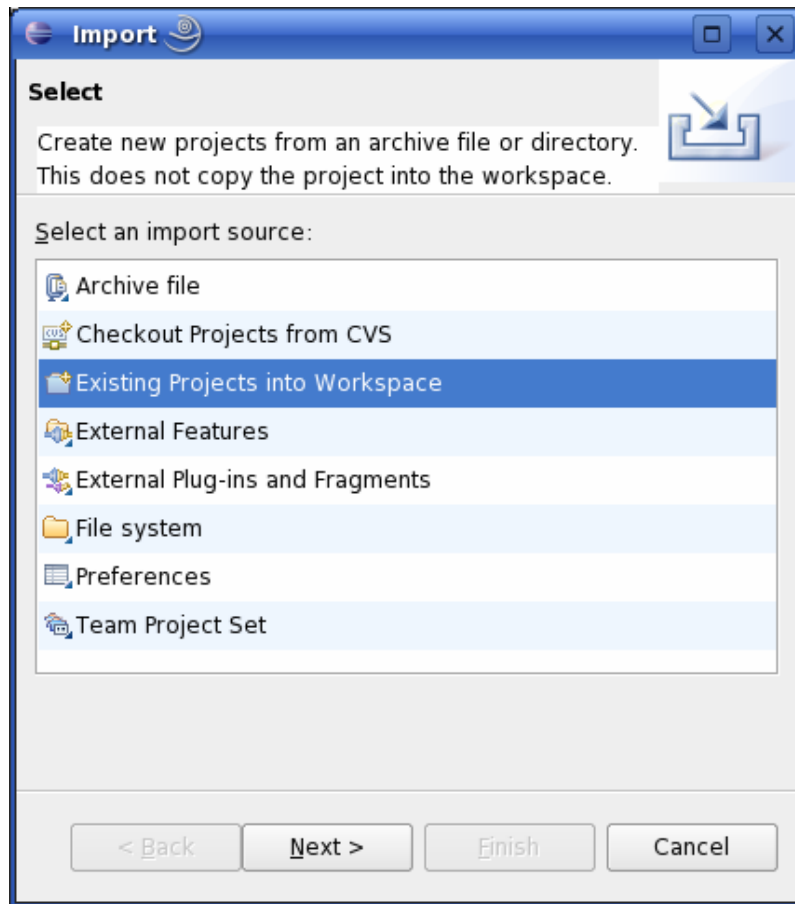 Import
Select
Create new projects from an archive file or directory.
This does not copy the project into the workspace.
Select an import source:
Archive file
Checkout Projects from CVS
Existing Projects into Workspace
External Features
External Plug-ins and Fragments
File system
Preferences
Team Project Set
< Back Next > Finish Cancel